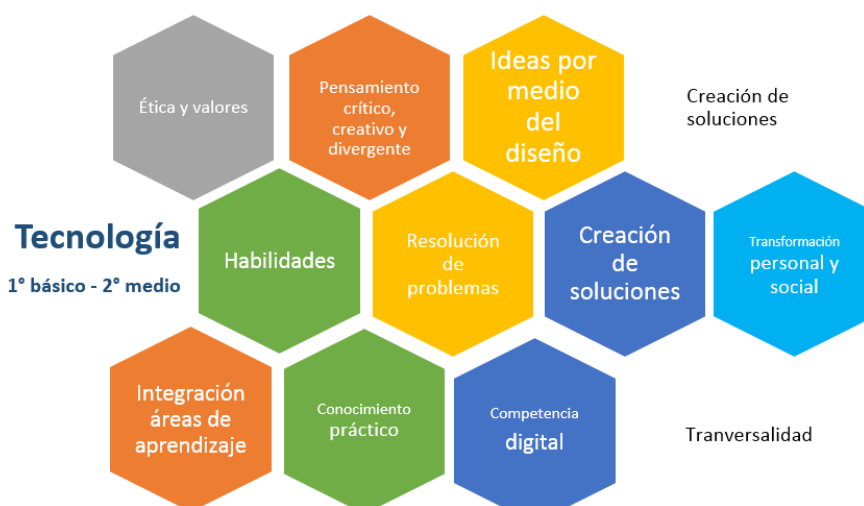 Ética y valores
Pensamiento
crítico,
creativo y
divergente
Ideas por
medio
del
diseño
Creación de
soluciones
Tecnología
1° básico - 2° medio
Habilidades
Resolución
de
problemas
Creación
de
soluciones
Transformación
personal y
social
Integración
áreas de
aprendizaje
Conocimiento
práctico
Competencia
digital
Tranversalidad